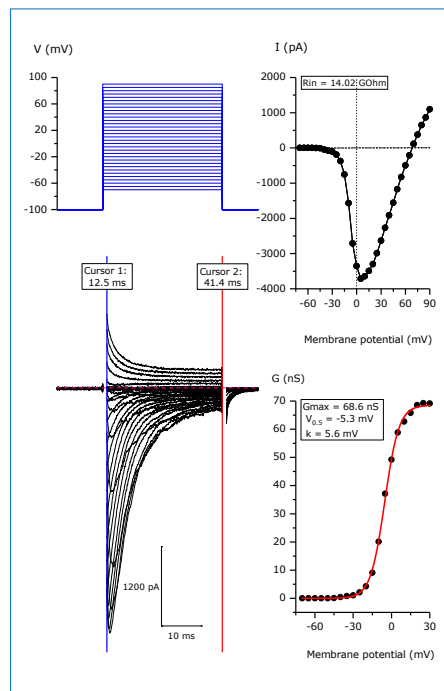 V (mV)
100
60
20
-20
-60
-100
Cursor 1:
12.5 ms
Cursor 2:
41.4 ms
1200 pA
10 ms
I (pA)
Rin = 14.02 GOhm
2000
1000
0
-1000
-2000
-3000
-4000
-60 -30 0 30 60 90
Membrane potential (mV)
G (nS)
Gmax = 68.6 nS
V0.5 = -5.3 mV
k = 5.6 mV
70
60
50
40
30
20
10
0
-60 -30 0 30
Membrane potential (mV)